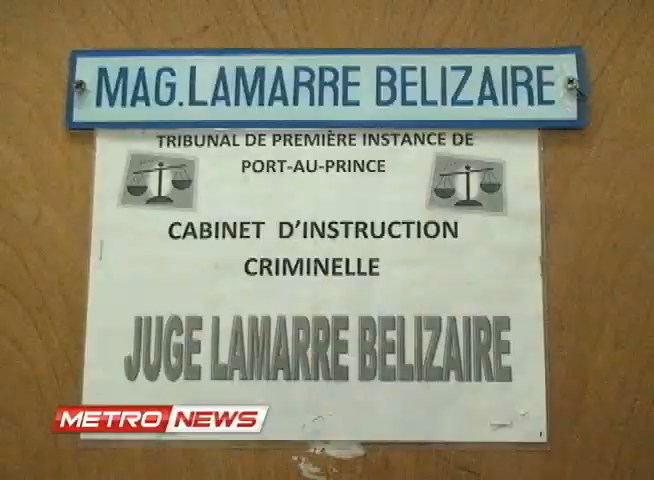 MAG.LAMARRE BELIZAIRE
TRIBUNAL DE PREMIÈRE INSTANCE DE
PORT-AU-PRINCE
CABINET D'INSTRUCTION
CRIMINELLE
JUGE LAMARRE BELIZAIRE
METRO NEWS